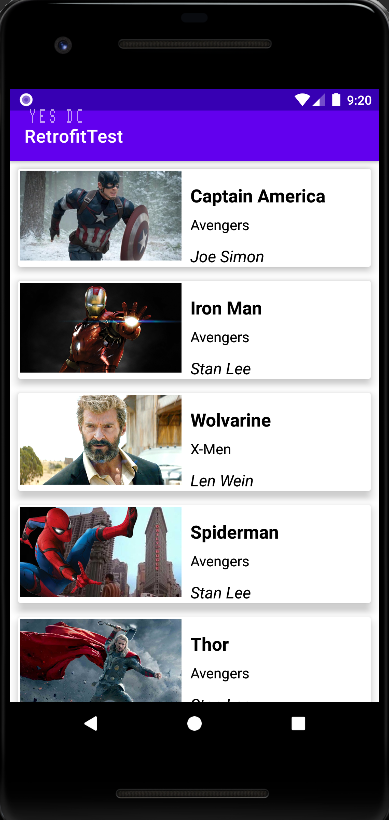 9:20
YES DC
RetrofitTest
Captain America
Avengers
Joe Simon
Iron Man
Avengers
Stan Lee
Wolvarine
X-Men
Len Wein
Spiderman
Avengers
Stan Lee
Thor
Avengers